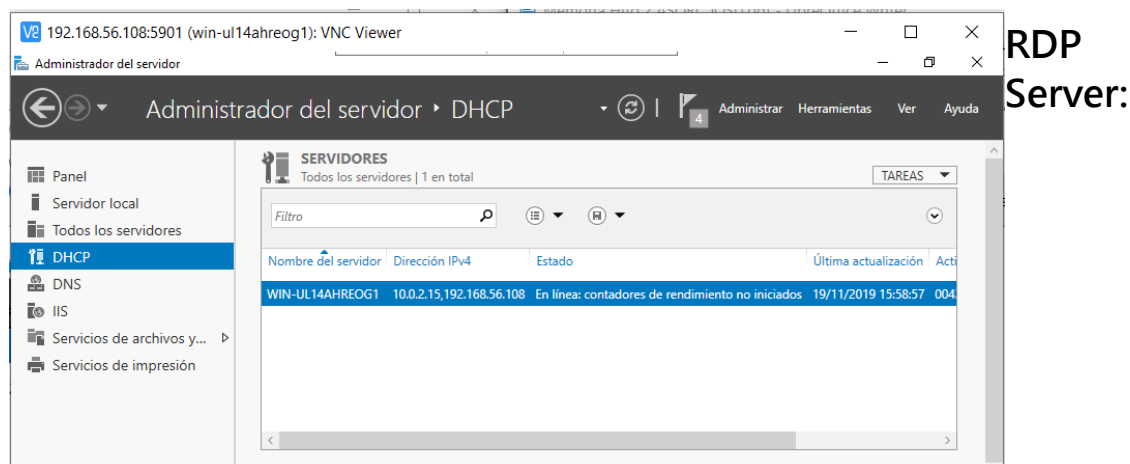 Memoria Hito 2 ASO
192.168.56.108:5901 (win-ul14ahreog1): VNC Viewer
RDP
Server:
Administrador del servidor
Administrador del servidor ‣ DHCP
4
Administrar Herramientas Ver Ayuda
Panel
Servidor local
Todos los servidores
DHCP
DNS
IIS
Servicios de archivos y...
Servicios de impresión
SERVIDORES
Todos los servidores | 1 en total
TAREAS
Filtro
Nombre del servidor Dirección IPv4 Estado Última actualización Acti
WIN-UL14AHREOG1 10.0.2.15,192.168.56.108 En línea: contadores de rendimiento no iniciados 19/11/2019 15:58:57 004